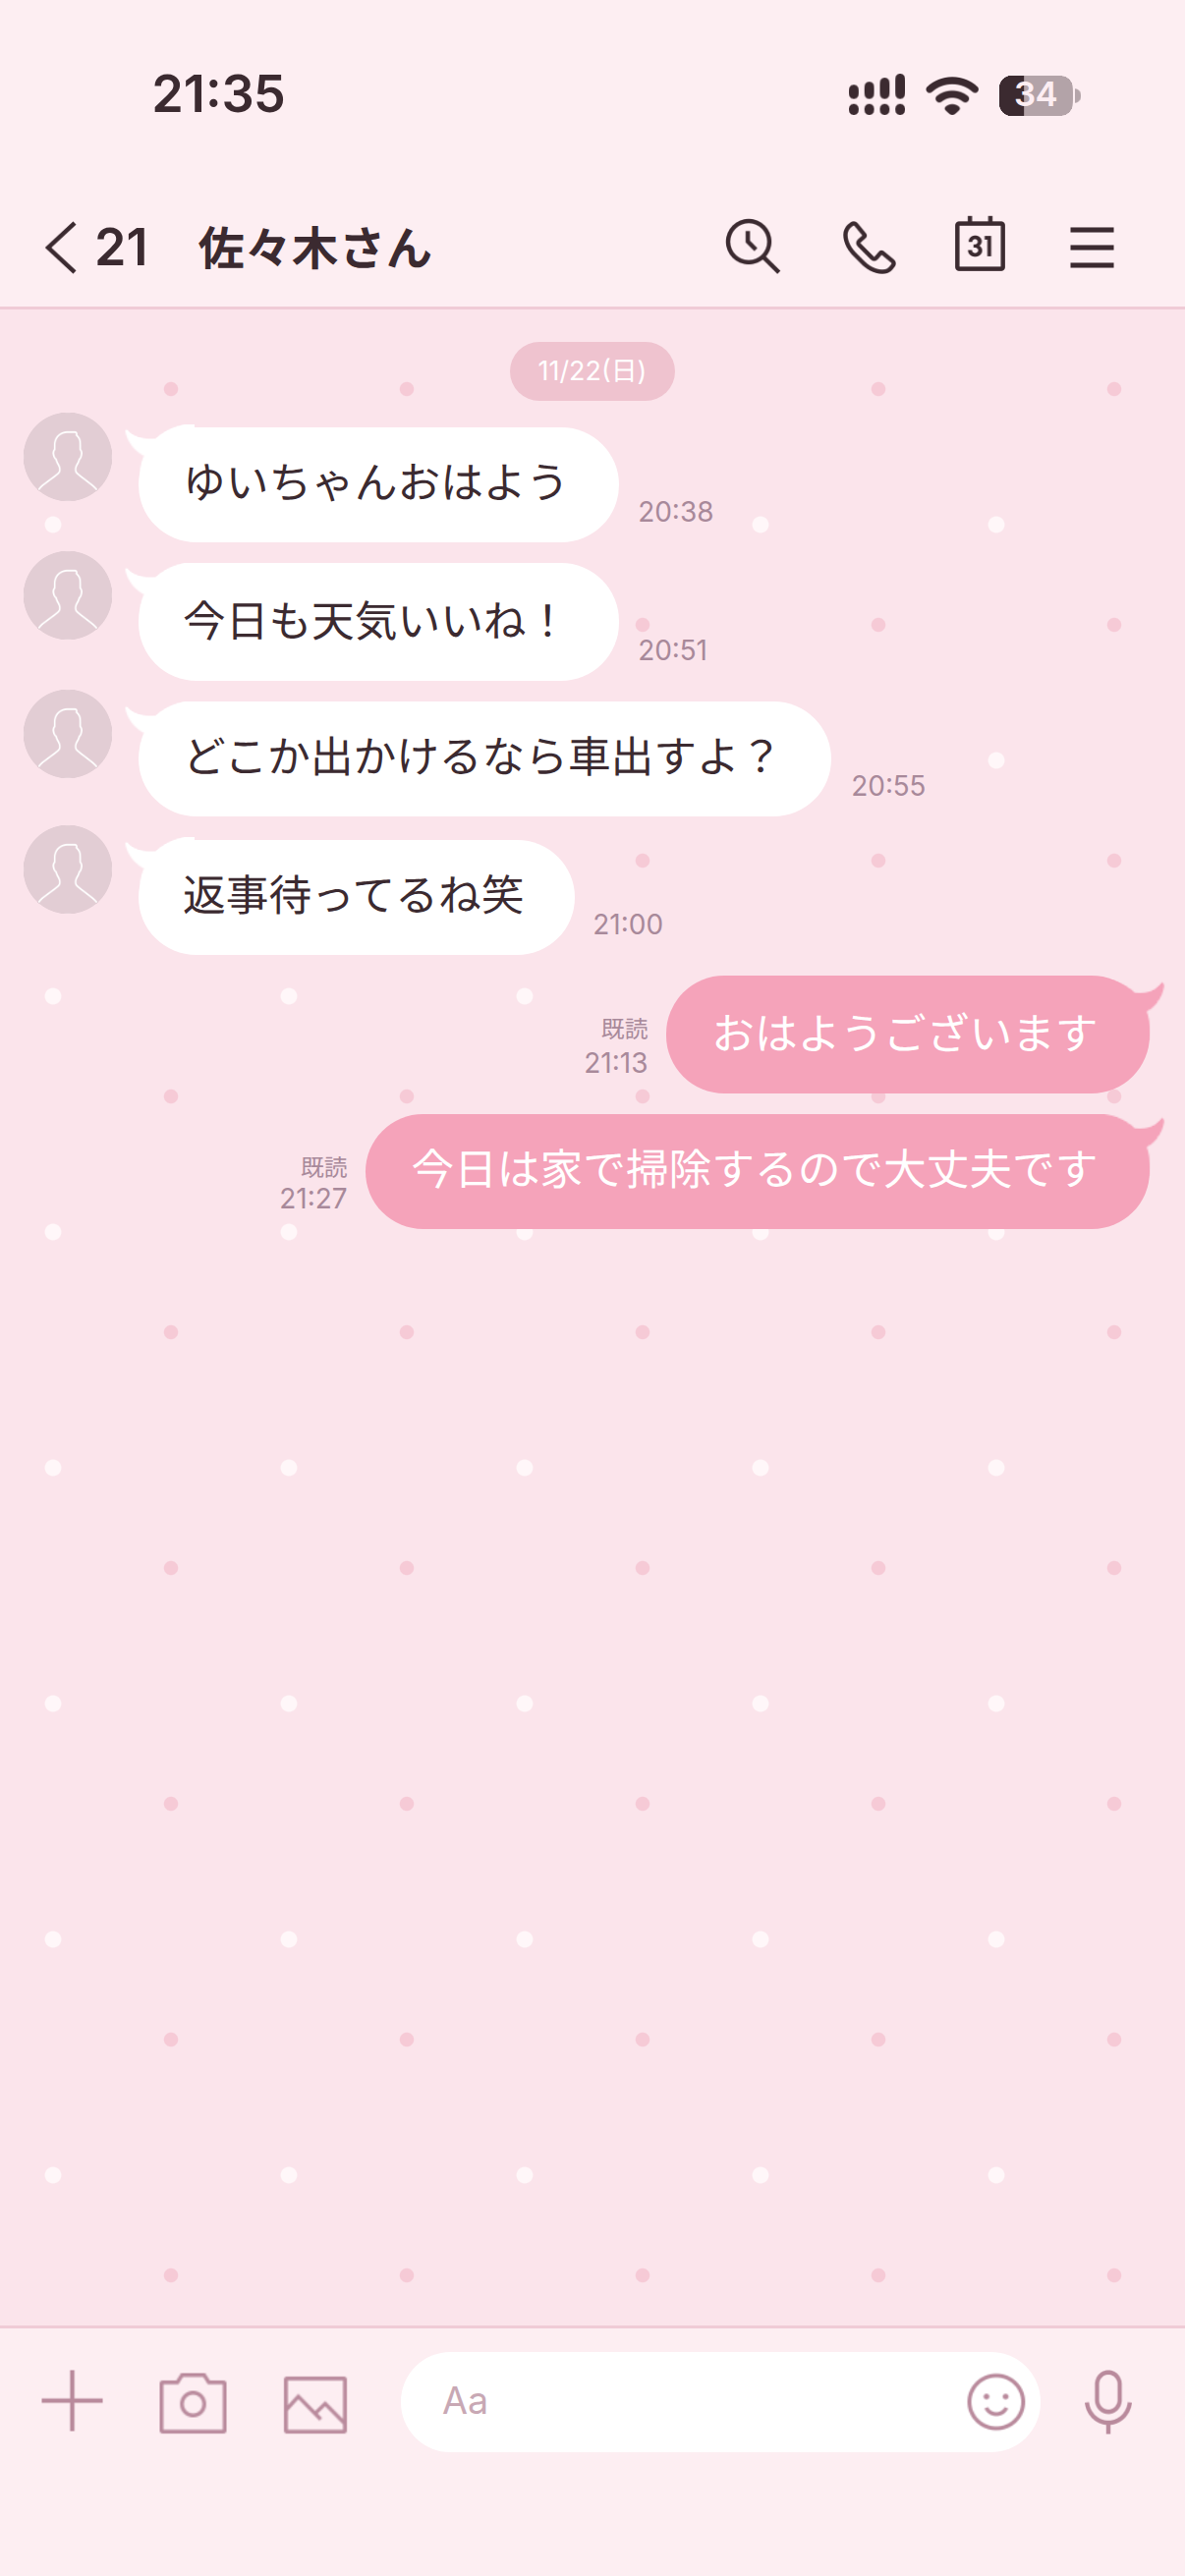 21:35
34
21 佐々木さん
31
11/22(日)
ゆいちゃんおはよう
20:38
今日も天気いいね！
20:51
どこか出かけるなら車出すよ？
20:55
返事待ってるね笑
21:00
おはようございます
既読
21:13
今日は家で掃除するので大丈夫です
既読
21:27
Aa